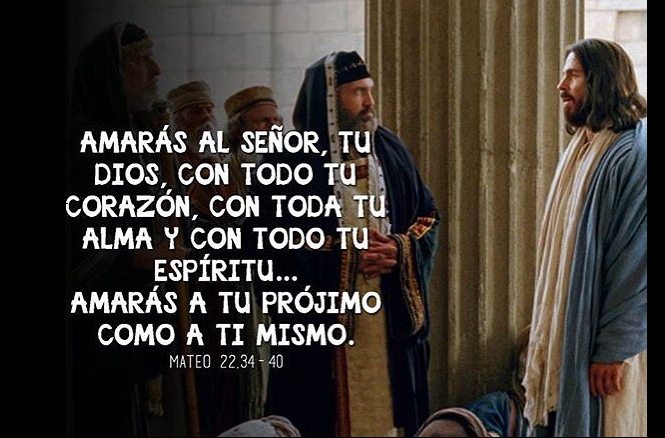 AMARÁS AL SEÑOR, TU
DIOS, CON TODO TU
CORAZÓN, CON TODA TU
ALMA Y CON TODO TU
ESPÍRITU...
AMARÁS A TU PRÓJIMO
COMO A TI MISMO.
MATEO 22,34 - 40